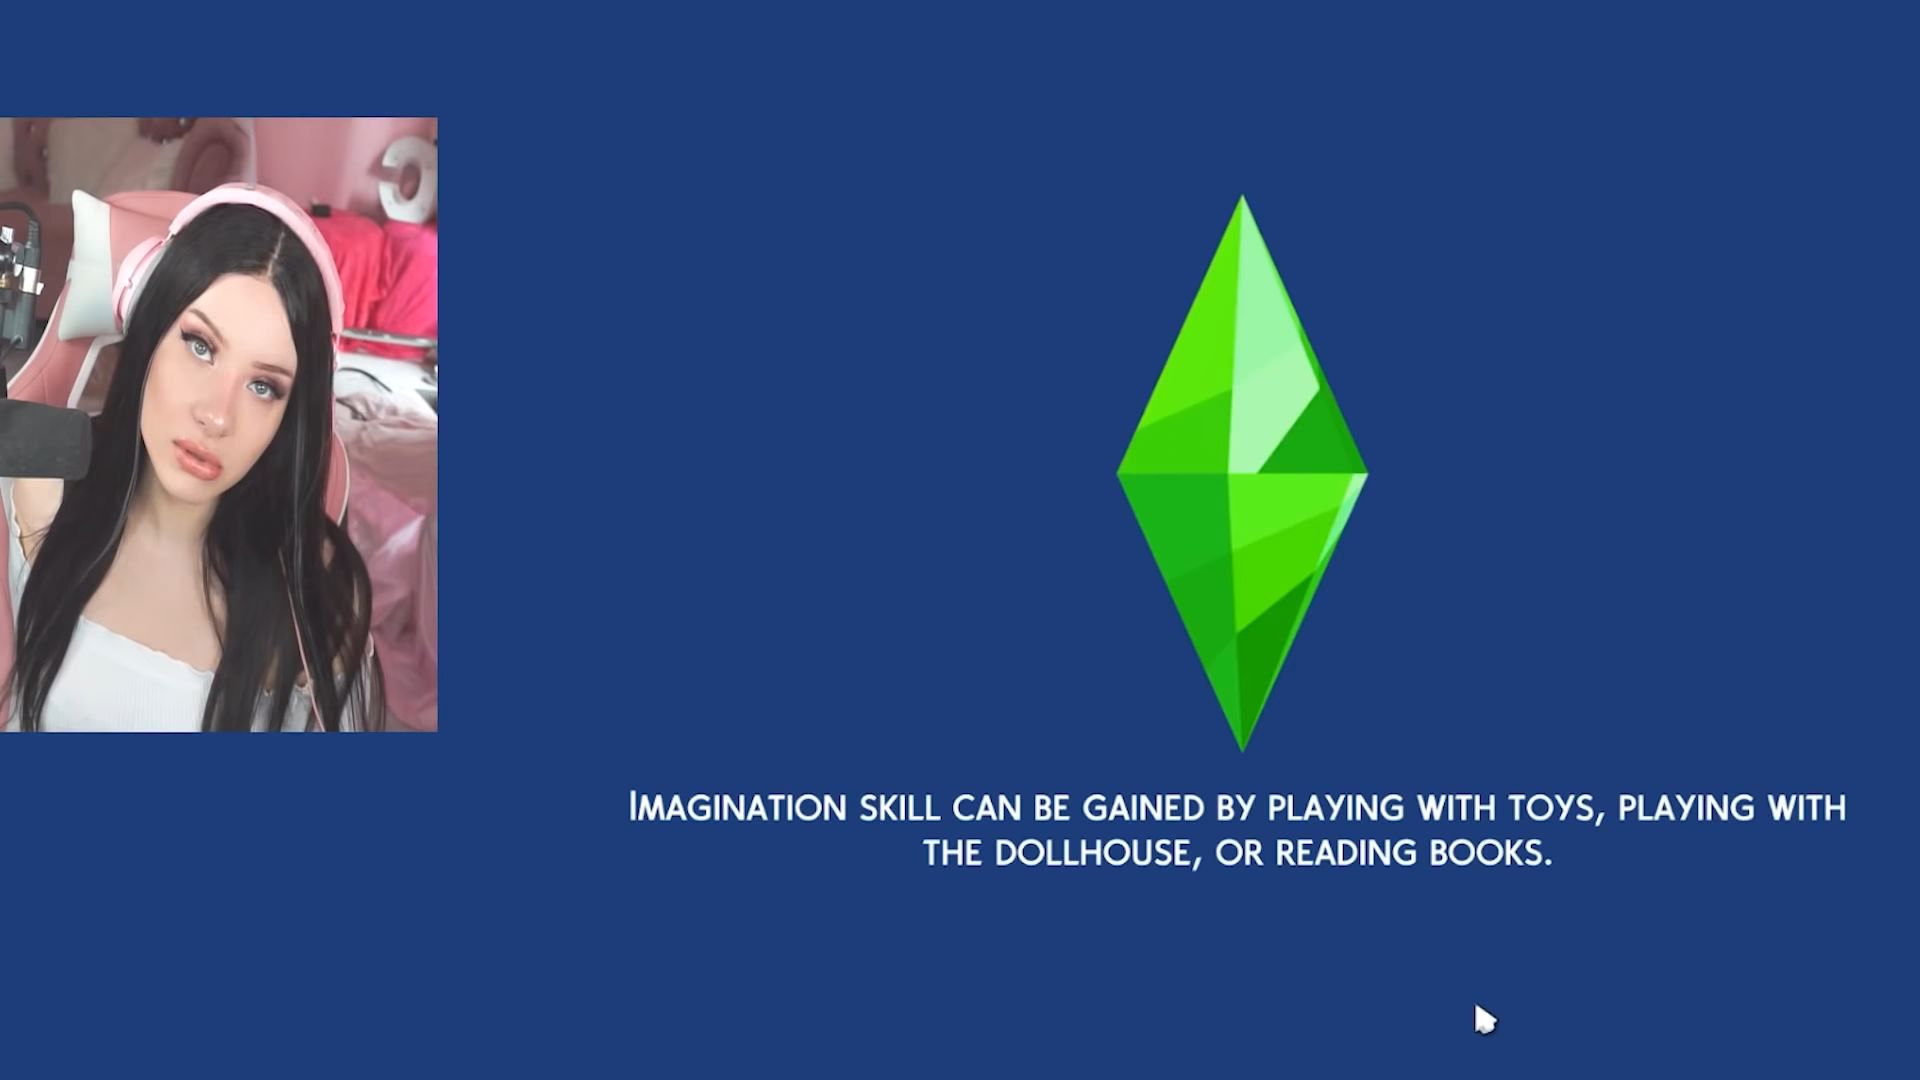 IMAGINATION SKILL CAN BE GAINED BY PLAYING WITH TOYS, PLAYING WITH
THE DOLLHOUSE, OR READING BOOKS.